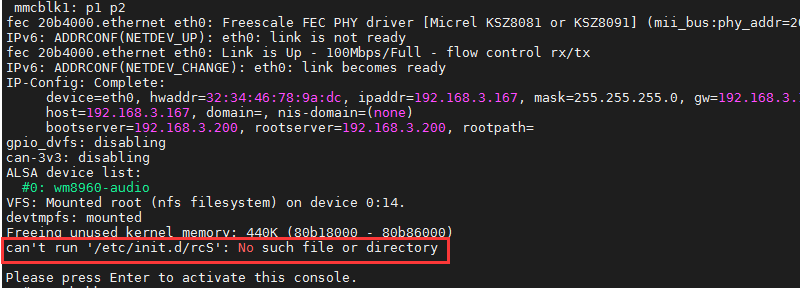 mmcblk1: p1 p2
fec 20b4000.ethernet eth0: Freescale FEC PHY driver [Micrel KSZ8081 or KSZ8091] (mii_bus:phy_addr=20
IPv6: ADDRCONF(NETDEV_UP): eth0: link is not ready
fec 20b4000.ethernet eth0: Link is Up - 100Mbps/Full - flow control rx/tx
IPv6: ADDRCONF(NETDEV_CHANGE): eth0: link becomes ready
IP-Config: Complete:
device=eth0, hwaddr=32:34:46:78:9a:dc, ipaddr=192.168.3.167, mask=255.255.255.0, gw=192.168.3.
host=192.168.3.167, domain=, nis-domain=(none)
bootserver=192.168.3.200, rootserver=192.168.3.200, rootpath=
gpio_dvfs: disabling
can-3v3: disabling
ALSA device list:
#0: wm8960-audio
VFS: Mounted root (nfs filesystem) on device 0:14.
devtmpfs: mounted
Freeing unused kernel memory: 440K (80b18000 - 80b86000)
can't run '/etc/init.d/rcS': No such file or directory
Please press Enter to activate this console.